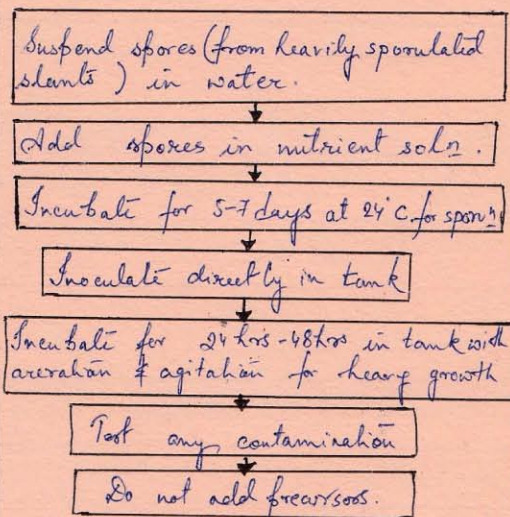 Suspend spores (from heavily sporulated
slants) in water.
Add spores in nutrient sol<u>n</u>.
Incubate for 5-7 days at 24°C. for spor<u>n</u>
Inoculate directly in tank
Incubate for 24 hrs - 48 hrs in tank with
areration & agitation for heavy growth
Test any contamination
Do not add precursors.